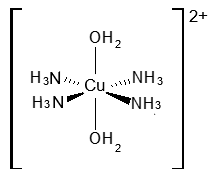 2+
OH₂
H₃N NH₃
Cu
H₃N NH₃
OH₂